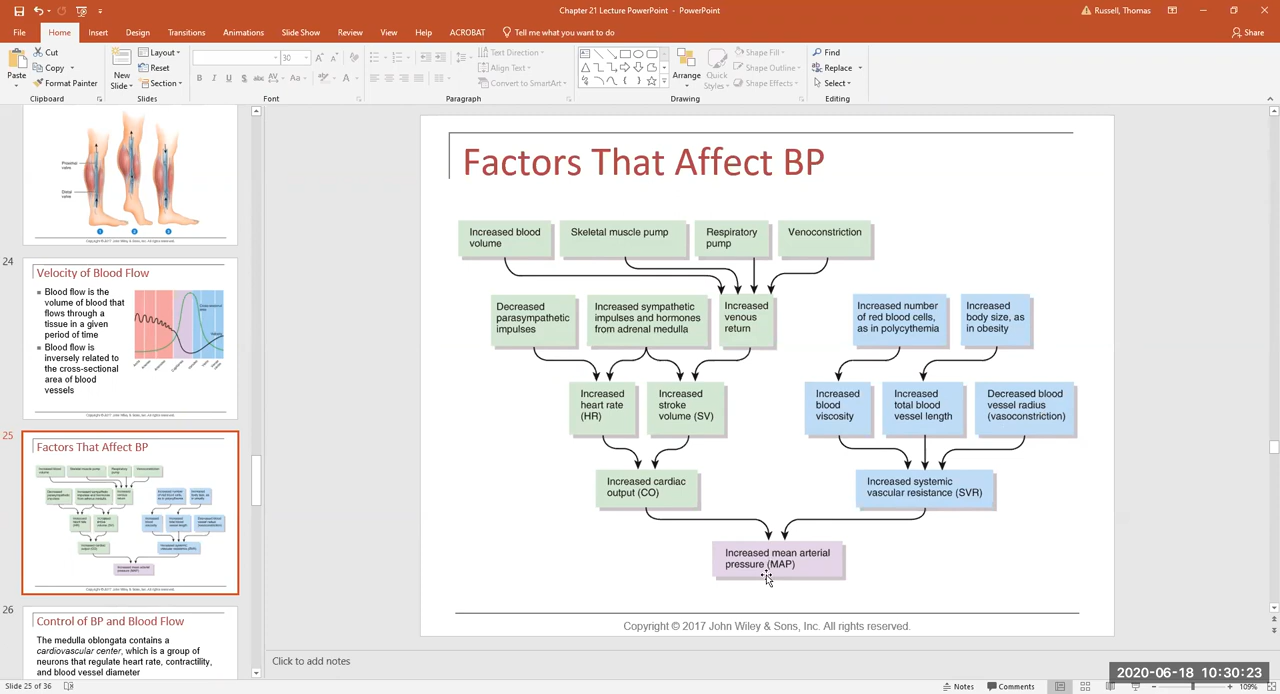 Chapter 21 Lecture PowerPoint - PowerPoint
Russell, Thomas
File
Home
Insert
Design
Transitions
Animations
Slide Show
Review
View
Help
ACROBAT
Tell me what you want to do
Share
Paste
Cut
Copy
Format Painter
Clipboard
New
Slide
Layout
Reset
Section
Slides
30
B I U S abc AV Aa A
Font
Text Direction
Align Text
Convert to SmartArt
Paragraph
Arrange
Quick
Styles
Shape Fill
Shape Outline
Shape Effects
Drawing
Find
Replace
Select
Editing
Proximal
valve
Distal
valve
1 2 3
24
Velocity of Blood Flow
Blood flow is the
volume of blood that
flows through a
tissue in a given
period of time
Blood flow is
inversely related to
the cross-sectional
area of blood
vessels
25
Factors That Affect BP
26
Control of BP and Blood Flow
The medulla oblongata contains a
cardiovascular center, which is a group of
neurons that regulate heart rate, contractility,
and blood vessel diameter
Factors That Affect BP
Increased blood
volume
Skeletal muscle pump
Respiratory
pump
Venoconstriction
Decreased
parasympathetic
impulses
Increased sympathetic
impulses and hormones
from adrenal medulla
Increased
venous
return
Increased number
of red blood cells,
as in polycythemia
Increased
body size, as
in obesity
Increased
heart rate
(HR)
Increased
stroke
volume (SV)
Increased
blood
viscosity
Increased
total blood
vessel length
Decreased blood
vessel radius
(vasoconstriction)
Increased cardiac
output (CO)
Increased systemic
vascular resistance (SVR)
Increased mean arterial
pressure (MAP)
Copyright © 2017 John Wiley & Sons, Inc. All rights reserved.
Click to add notes
2020-06-18 10:30:23
Slide 25 of 36
Notes
Comments
109%